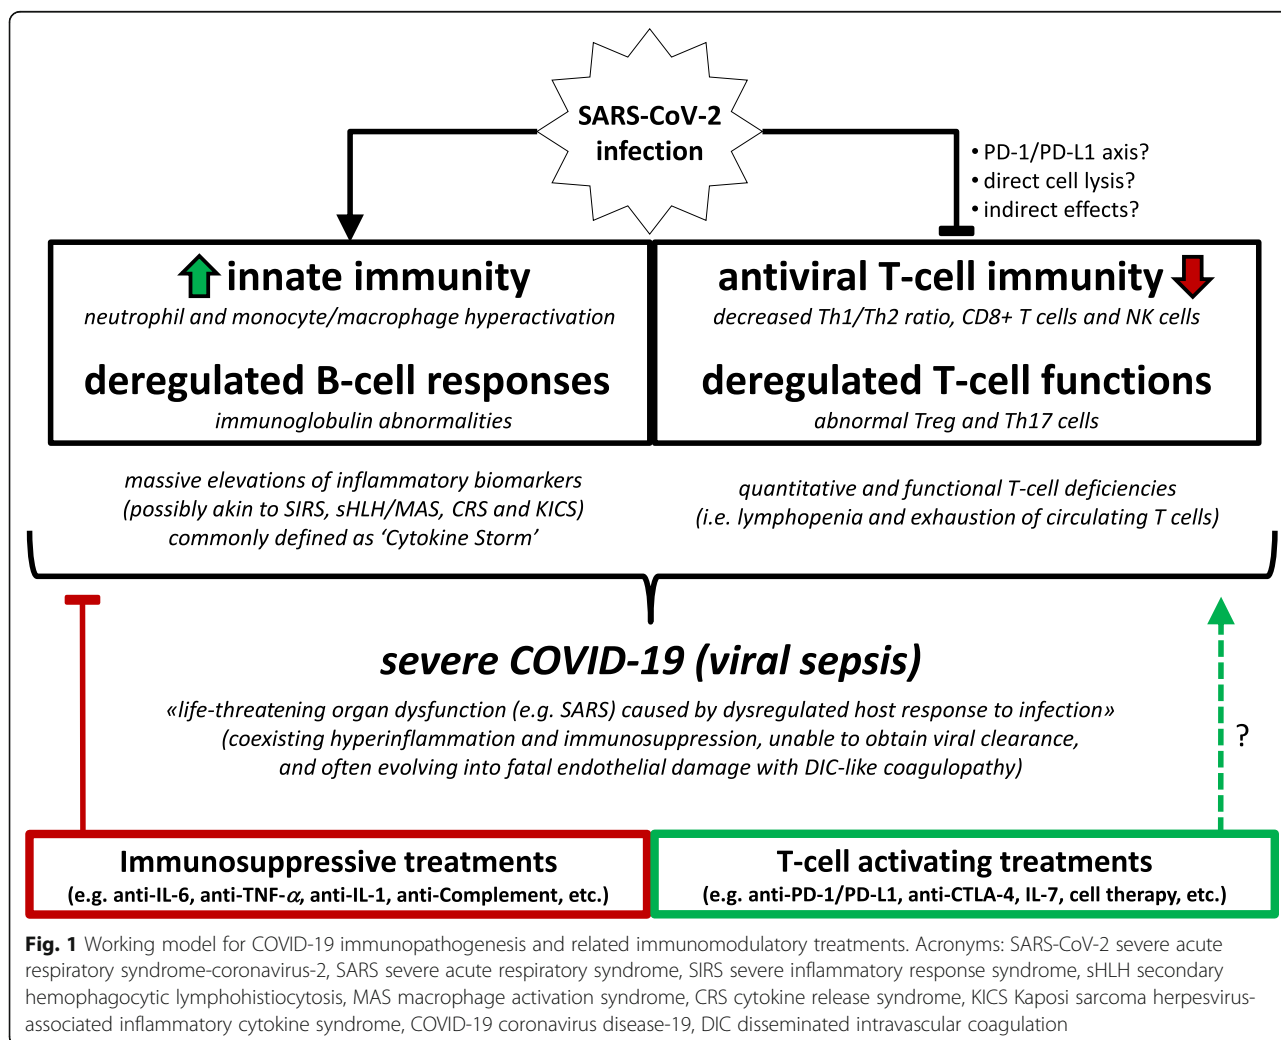 SARS-CoV-2
infection
• PD-1/PD-L1 axis?
• direct cell lysis?
• indirect effects?
innate immunity
neutrophil and monocyte/macrophage hyperactivation
deregulated B-cell responses
immunoglobulin abnormalities
antiviral T-cell immunity
decreased Th1/Th2 ratio, CD8+ T cells and NK cells
deregulated T-cell functions
abnormal Treg and Th17 cells
massive elevations of inflammatory biomarkers
(possibly akin to SIRS, sHLH/MAS, CRS and KICS)
commonly defined as ‘Cytokine Storm’
quantitative and functional T-cell deficiencies
(i.e. lymphopenia and exhaustion of circulating T cells)
severe COVID-19 (viral sepsis)
«life-threatening organ dysfunction (e.g. SARS) caused by dysregulated host response to infection»
(coexisting hyperinflammation and immunosuppression, unable to obtain viral clearance,
and often evolving into fatal endothelial damage with DIC-like coagulopathy)
?
Immunosuppressive treatments
(e.g. anti-IL-6, anti-TNF-α, anti-IL-1, anti-Complement, etc.)
T-cell activating treatments
(e.g. anti-PD-1/PD-L1, anti-CTLA-4, IL-7, cell therapy, etc.)
Fig. 1 Working model for COVID-19 immunopathogenesis and related immunomodulatory treatments. Acronyms: SARS-CoV-2 severe acute
respiratory syndrome-coronavirus-2, SARS severe acute respiratory syndrome, SIRS severe inflammatory response syndrome, sHLH secondary
hemophagocytic lymphohistiocytosis, MAS macrophage activation syndrome, CRS cytokine release syndrome, KICS Kaposi sarcoma herpesvirus-
associated inflammatory cytokine syndrome, COVID-19 coronavirus disease-19, DIC disseminated intravascular coagulation